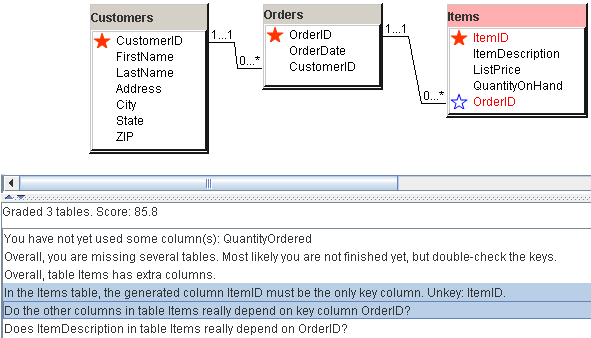 Customers
CustomerID
FirstName
LastName
Address
City
State
ZIP
1...1
0...*
Orders
OrderID
OrderDate
CustomerID
1...1
0...*
Items
ItemID
ItemDescription
ListPrice
QuantityOnHand
OrderID
Graded 3 tables. Score: 85.8
You have not yet used some column(s): QuantityOrdered
Overall, you are missing several tables. Most likely you are not finished yet, but double-check the keys.
Overall, table Items has extra columns.
In the Items table, the generated column ItemID must be the only key column. Unkey: ItemID.
Do the other columns in table Items really depend on key column OrderID?
Does ItemDescription in table Items really depend on OrderID?